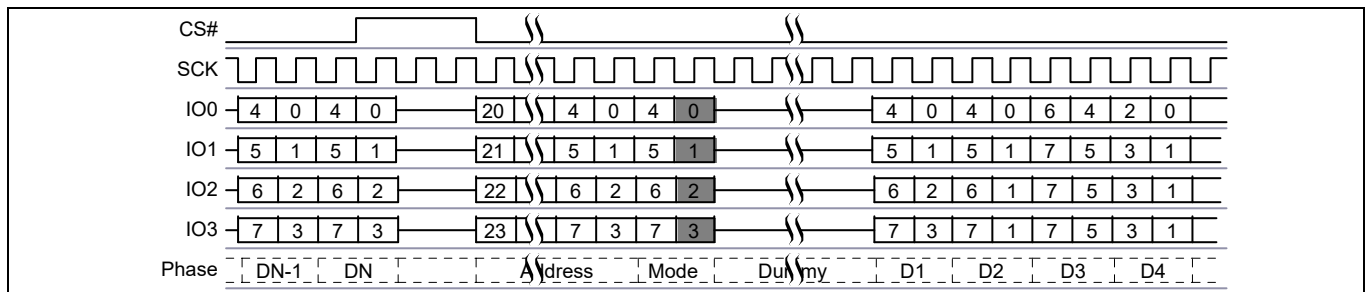 CS#
SCK
IO0 4 0 4 0 20 4 0 4 0 4 0 4 0 6 4 2 0
IO1 5 1 5 1 21 5 1 5 1 5 1 5 1 7 5 3 1
IO2 6 2 6 2 22 6 2 6 2 6 2 6 1 7 5 3 1
IO3 7 3 7 3 23 7 3 7 3 7 3 7 1 7 5 3 1
Phase DN-1 DN Address Mode Dummy D1 D2 D3 D4